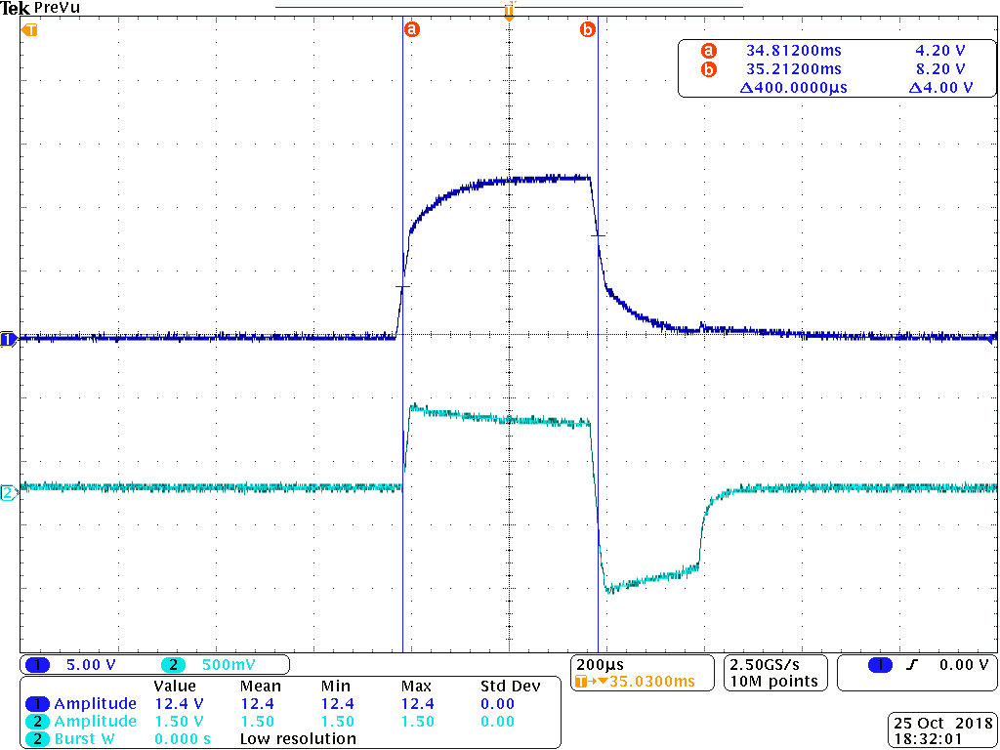 Tek PreVu
T
T
a b
a 34.81200ms 4.20 V
b 35.21200ms 8.20 V
Δ400.0000µs Δ4.00 V
1
2
1 5.00 V 2 500mV
200µs
T→▼35.0300ms
2.50GS/s
10M points
1 0.00 V
Value Mean Min Max Std Dev
1 Amplitude 12.4 V 12.4 12.4 12.4 0.00
2 Amplitude 1.50 V 1.50 1.50 1.50 0.00
2 Burst W 0.000 s Low resolution
25 Oct 2018
18:32:01